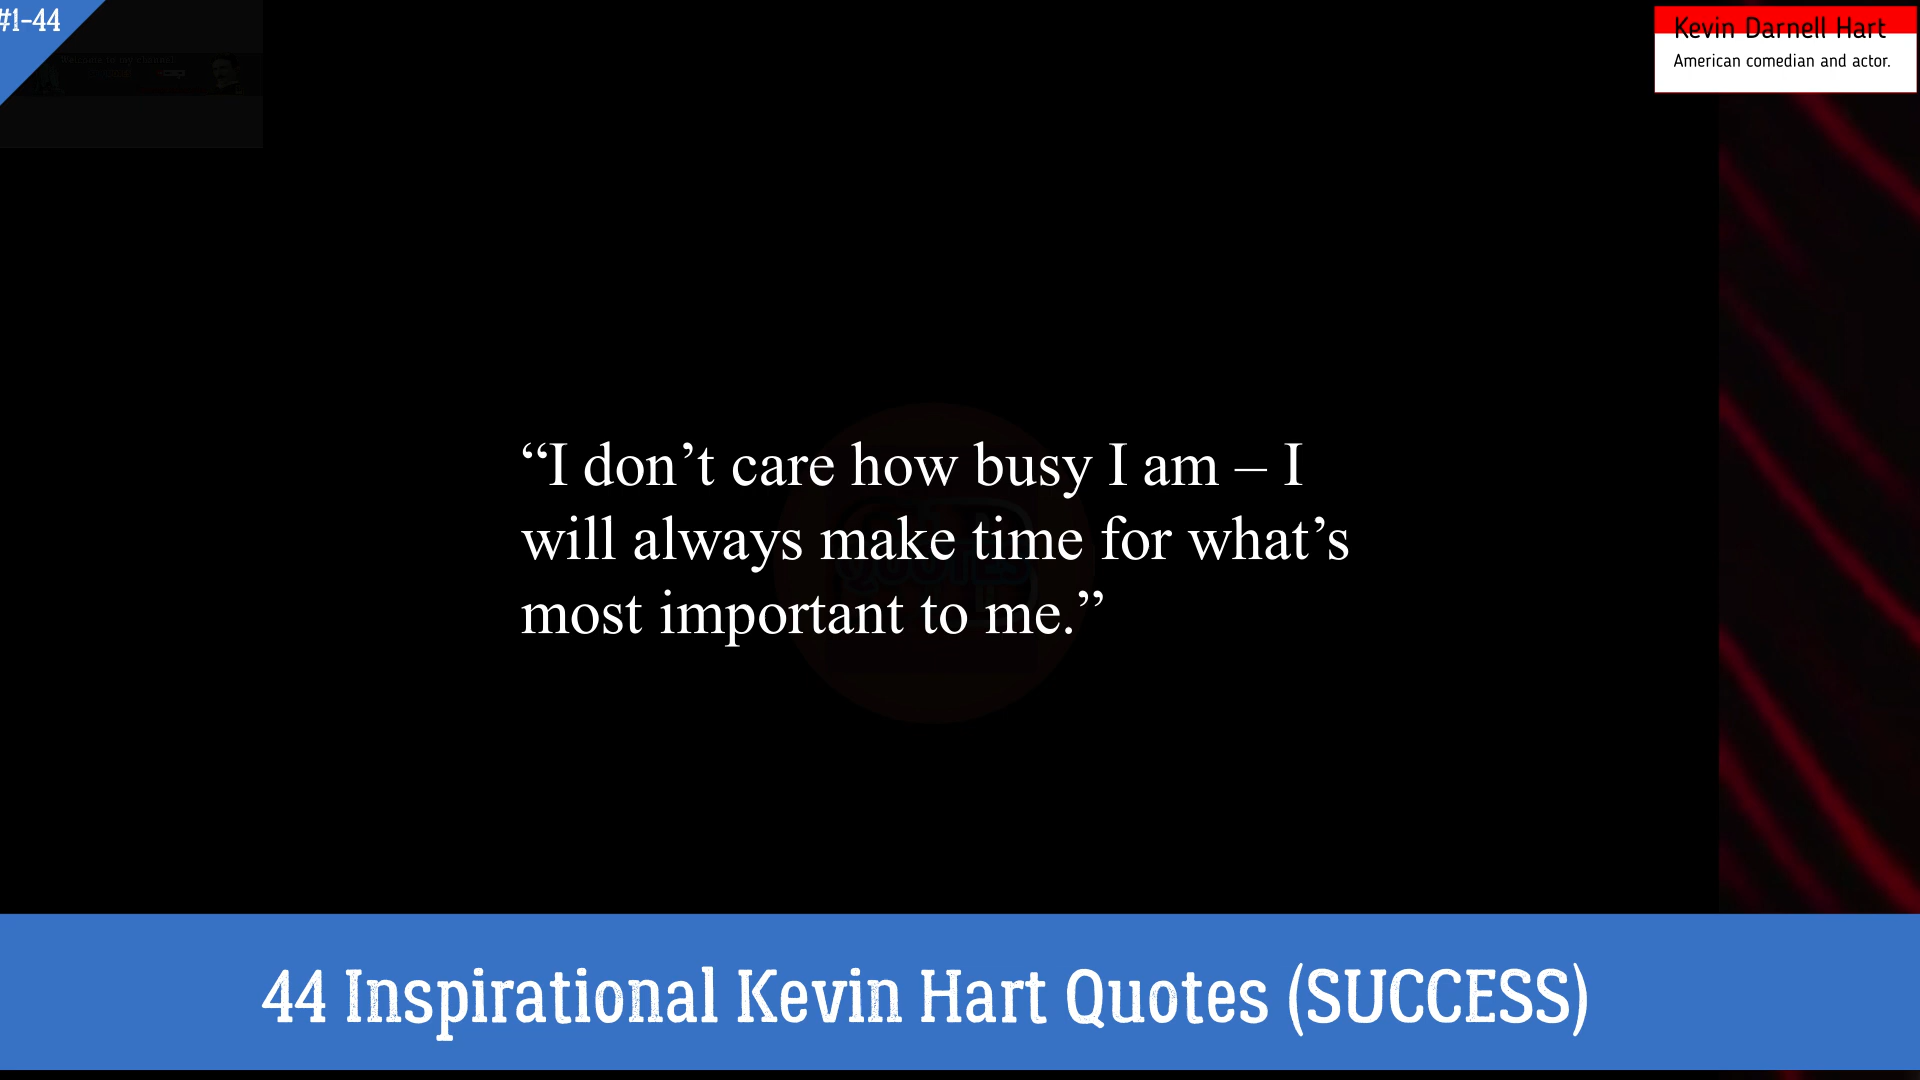 #1-44
Kevin Darnell Hart
American comedian and actor.
“I don’t care how busy I am – I
will always make time for what’s
most important to me.”
44 Inspirational Kevin Hart Quotes (SUCCESS)